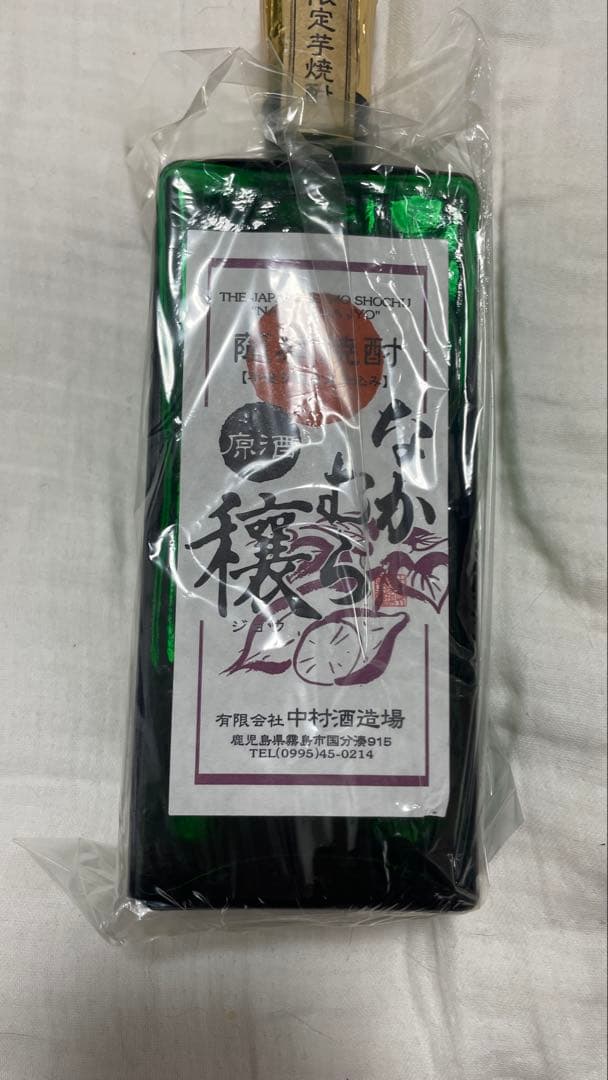 限定芋焼酎
THE JAPANESE IMO SHOCHU
薩摩焼酎
原酒
なかむら
穣
ジョウ
有限会社 中村酒造場
鹿児島県霧島市国分湊915
TEL(0995)45-0214